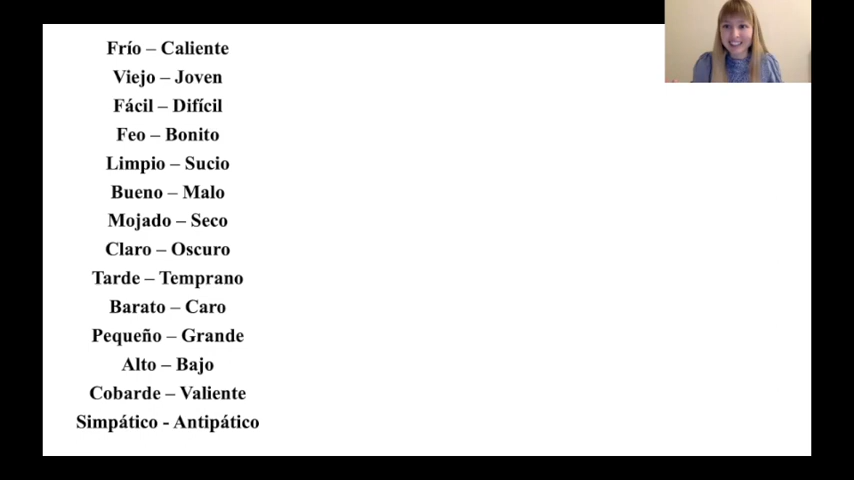 Frío – Caliente
Viejo – Joven
Fácil – Difícil
Feo – Bonito
Limpio – Sucio
Bueno – Malo
Mojado – Seco
Claro – Oscuro
Tarde – Temprano
Barato – Caro
Pequeño – Grande
Alto – Bajo
Cobarde – Valiente
Simpático - Antipático